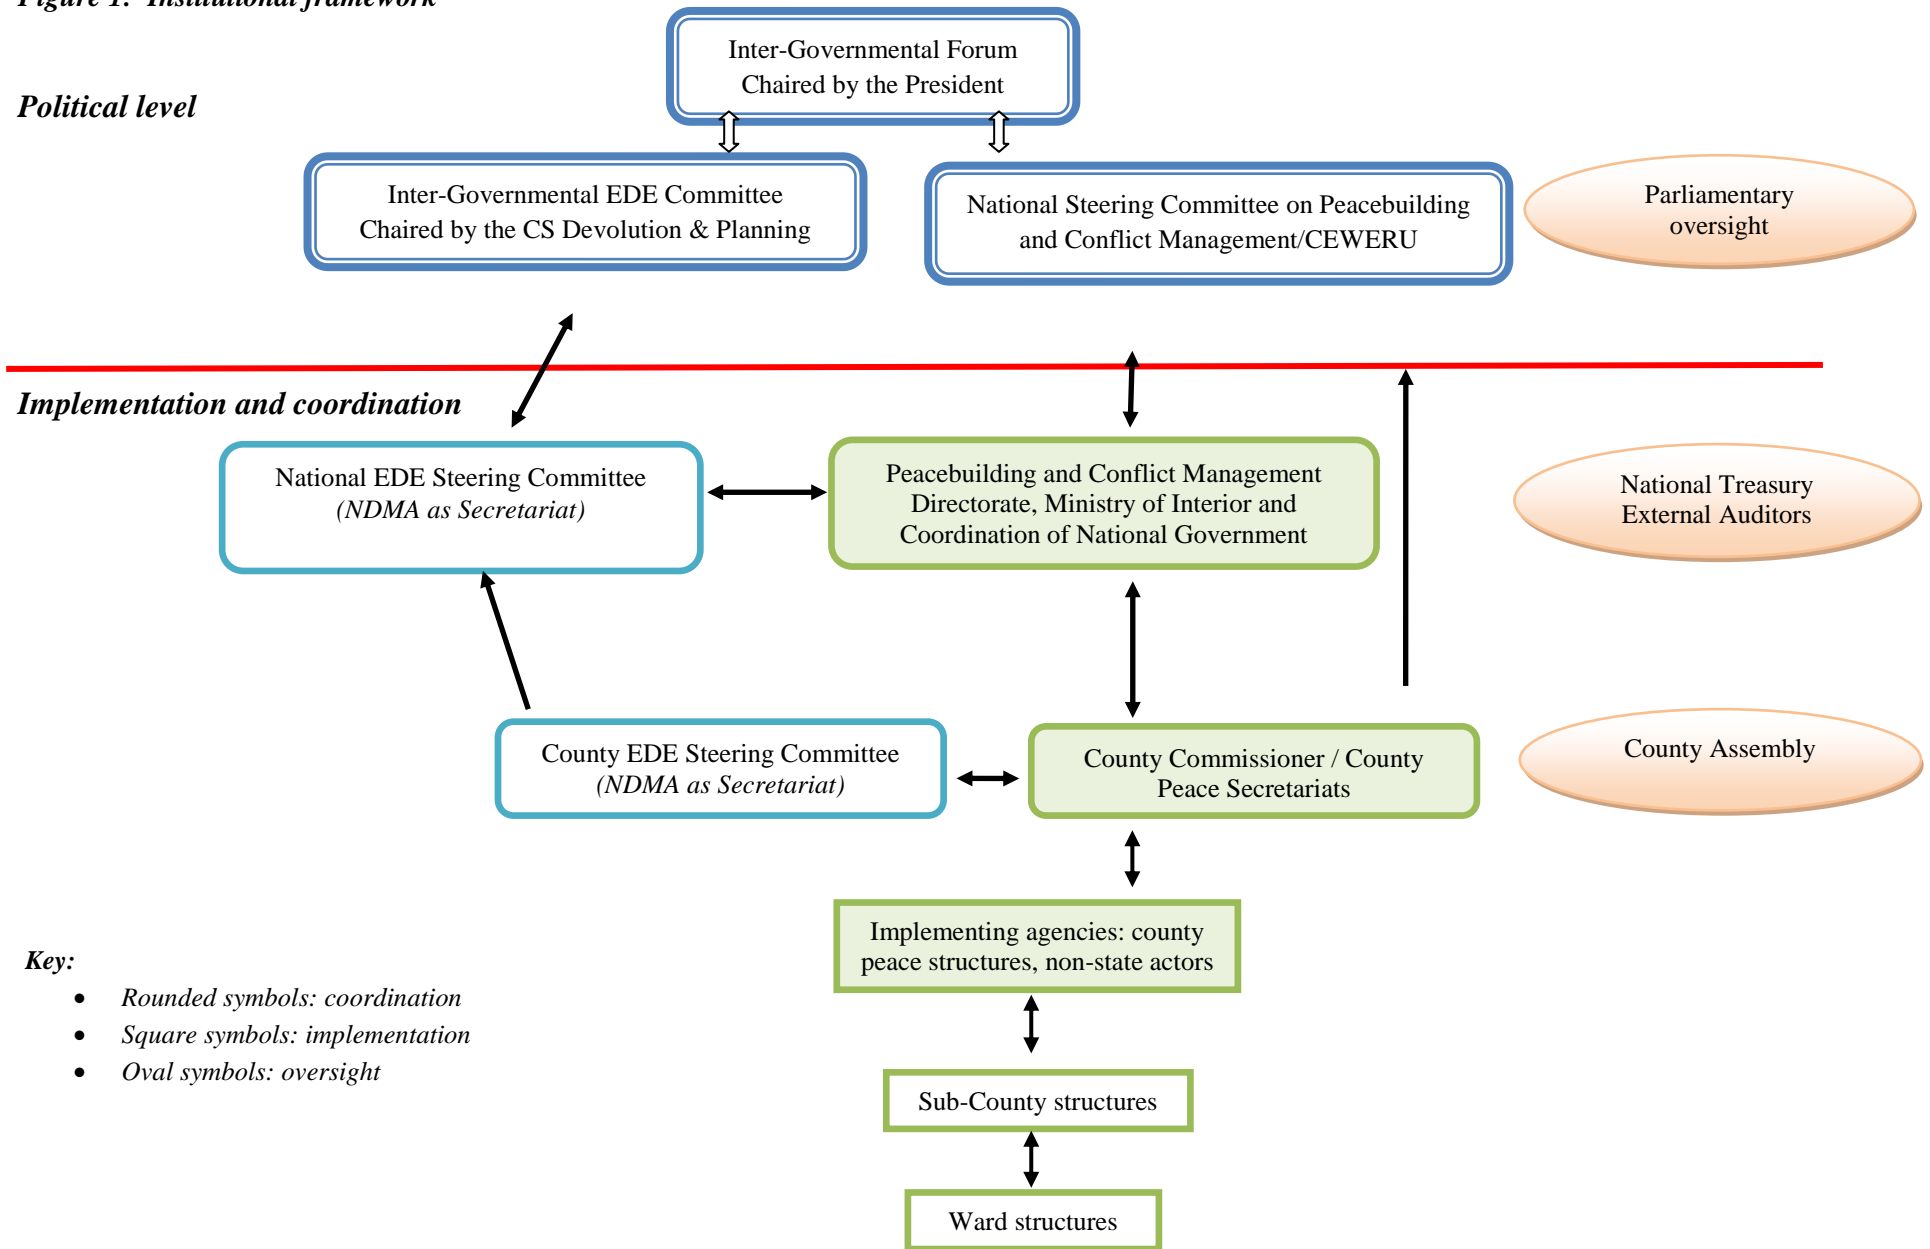 Figure 1: Institutional framework
Inter-Governmental Forum
Chaired by the President
Political level
Inter-Governmental EDE Committee
Chaired by the CS Devolution & Planning
National Steering Committee on Peacebuilding
and Conflict Management/CEWERU
Parliamentary
oversight
Implementation and coordination
National EDE Steering Committee
(NDMA as Secretariat)
Peacebuilding and Conflict Management
Directorate, Ministry of Interior and
Coordination of National Government
National Treasury
External Auditors
County EDE Steering Committee
(NDMA as Secretariat)
County Commissioner / County
Peace Secretariats
County Assembly
Implementing agencies: county
peace structures, non-state actors
Key:
• Rounded symbols: coordination
• Square symbols: implementation
• Oval symbols: oversight
Sub-County structures
Ward structures